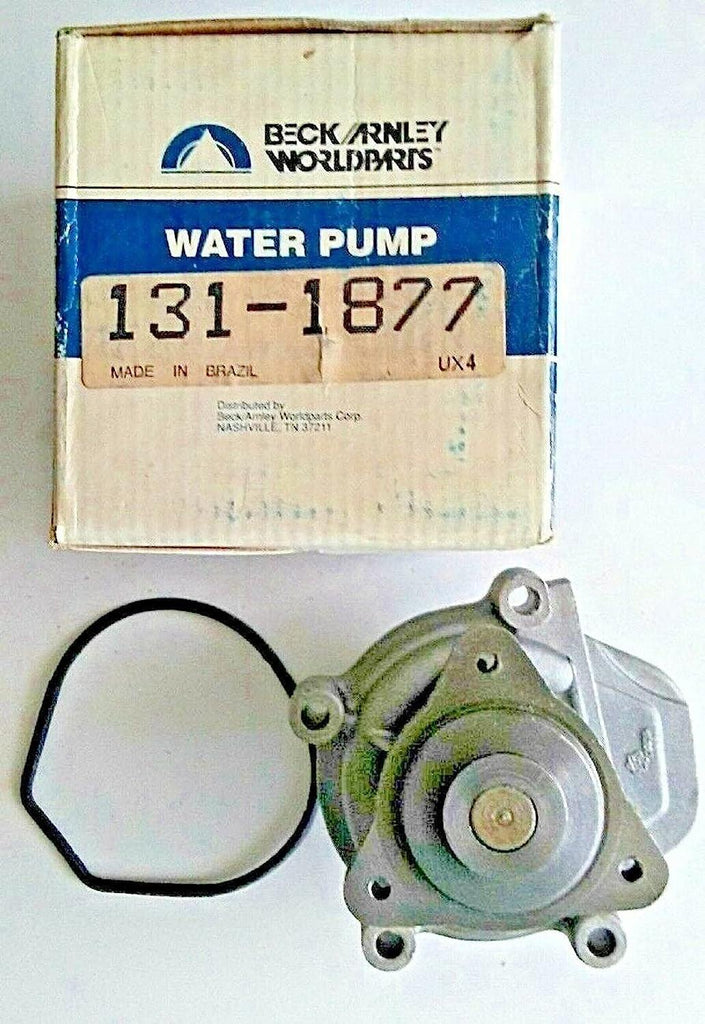 BECK/ARNLEY
WORLDPARTS™
WATER PUMP
131-1877
MADE IN BRAZIL UX4
Distributed by
Beck/Arnley Worldparts Corp.
NASHVILLE, TN 37211